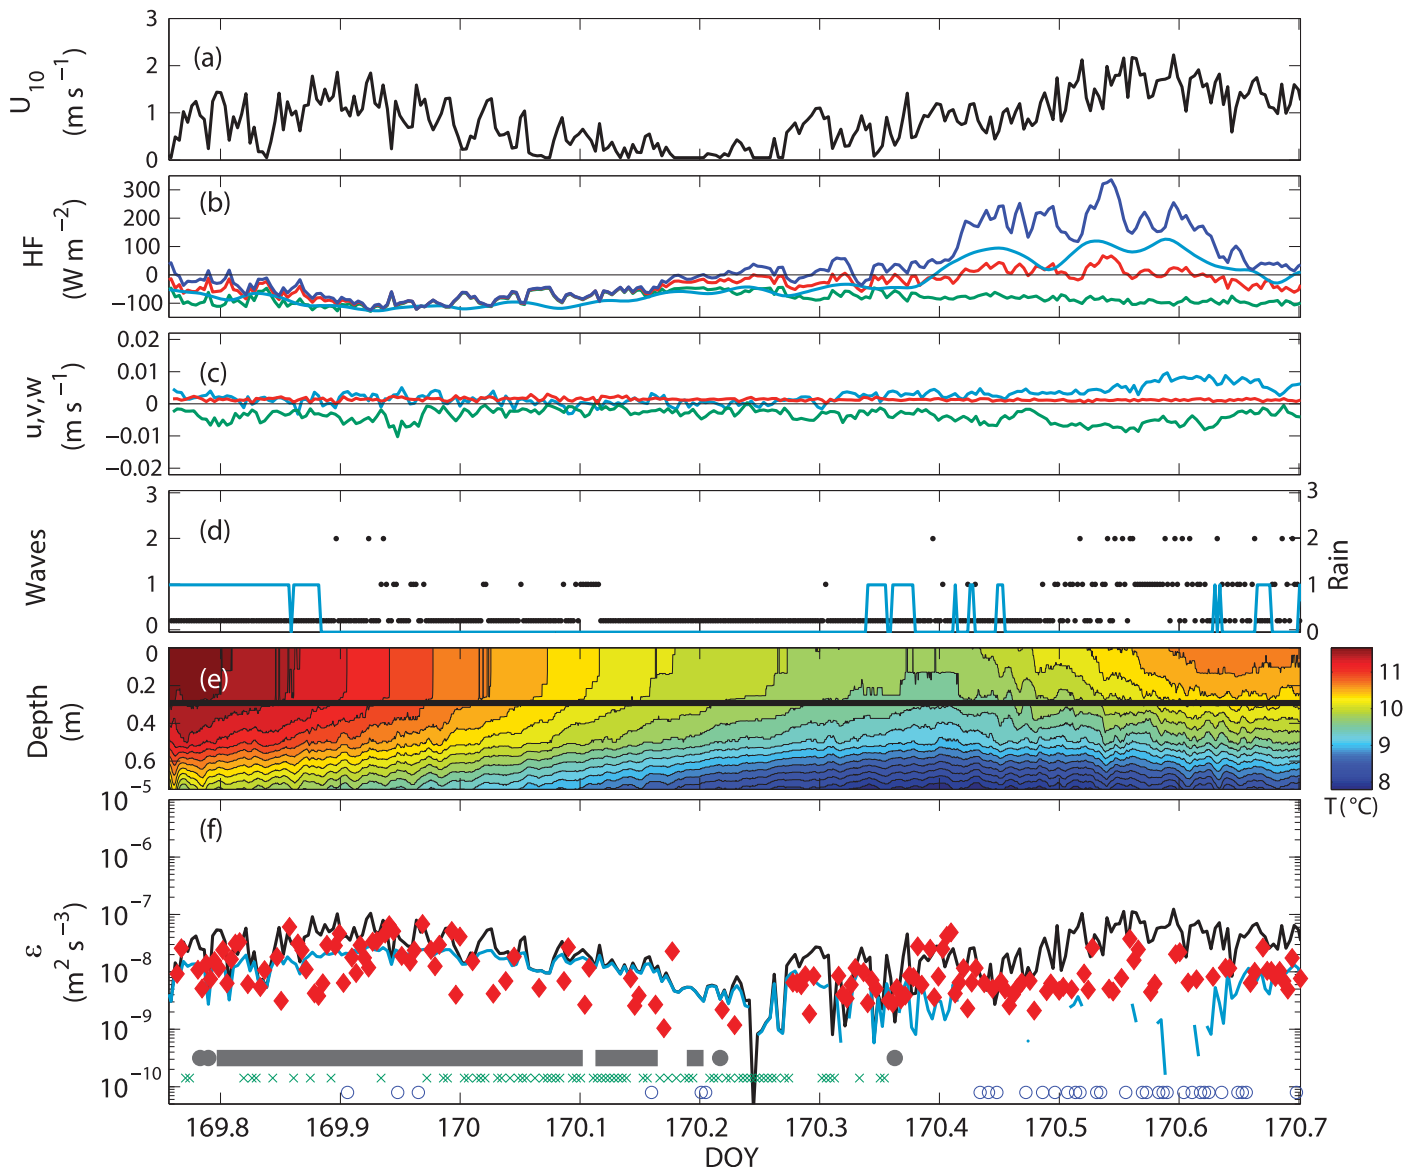 3
2
1
0
U10
(m s−1)
(a)
300
200
100
0
−100
HF
(W m−2)
(b)
0.02
0.01
0
−0.01
−0.02
u,v,w
(m s−1)
(c)
3
2
1
0
Waves
(d)
3
2
1
0
Rain
0
0.2
0.4
0.6
Depth
(m)
(e)
11
10
9
8
T (°C)
10−5
10−6
10−7
10−8
10−9
10−10
ε
(m2 s−3)
(f)
169.8 169.9 170 170.1 170.2 170.3 170.4 170.5 170.6 170.7
DOY